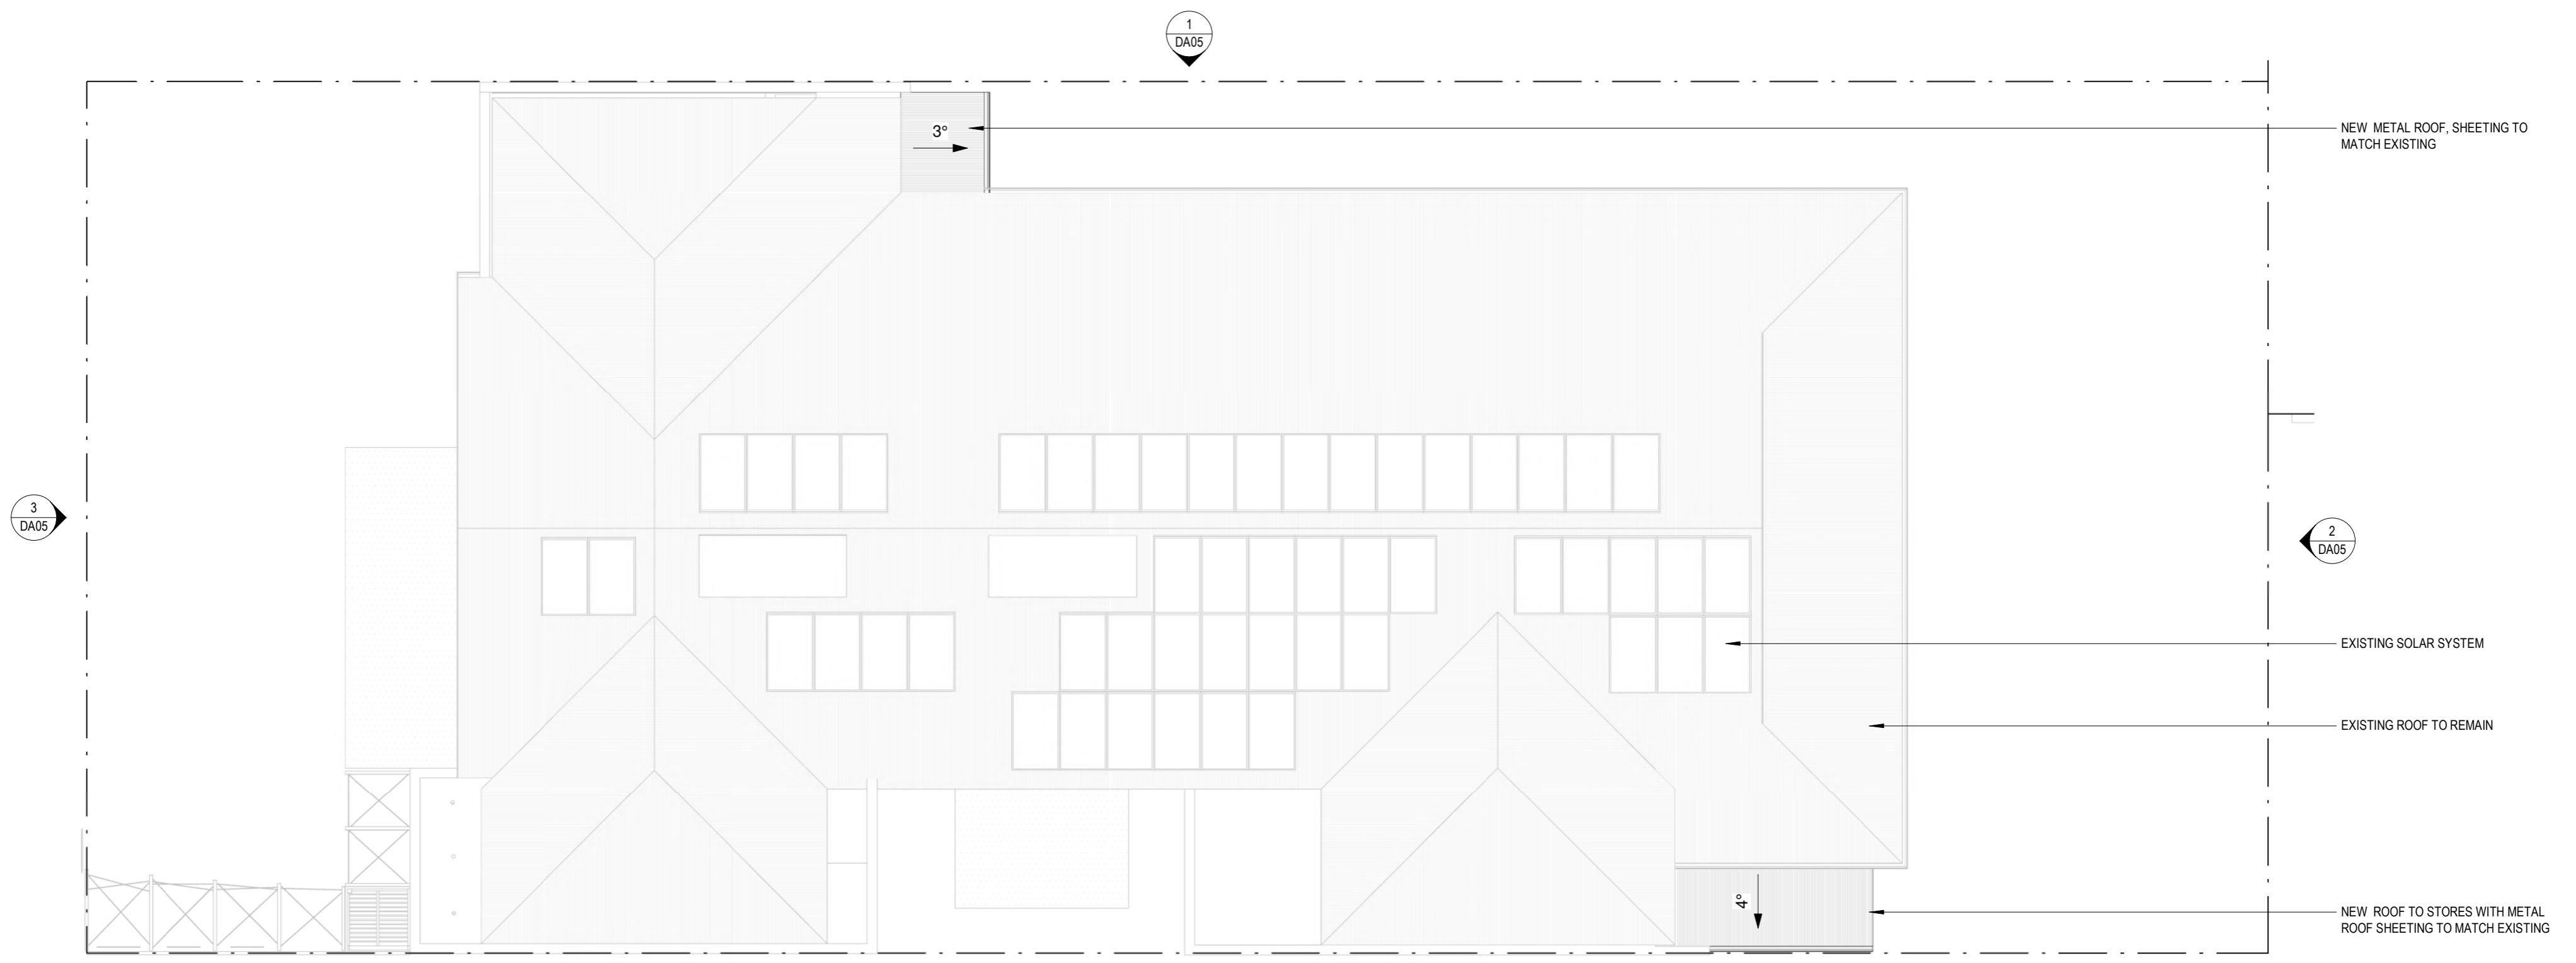 1
DA05
3°
NEW METAL ROOF, SHEETING TO
MATCH EXISTING
3
DA05
2
DA05
EXISTING SOLAR SYSTEM
EXISTING ROOF TO REMAIN
4°
NEW ROOF TO STORES WITH METAL
ROOF SHEETING TO MATCH EXISTING